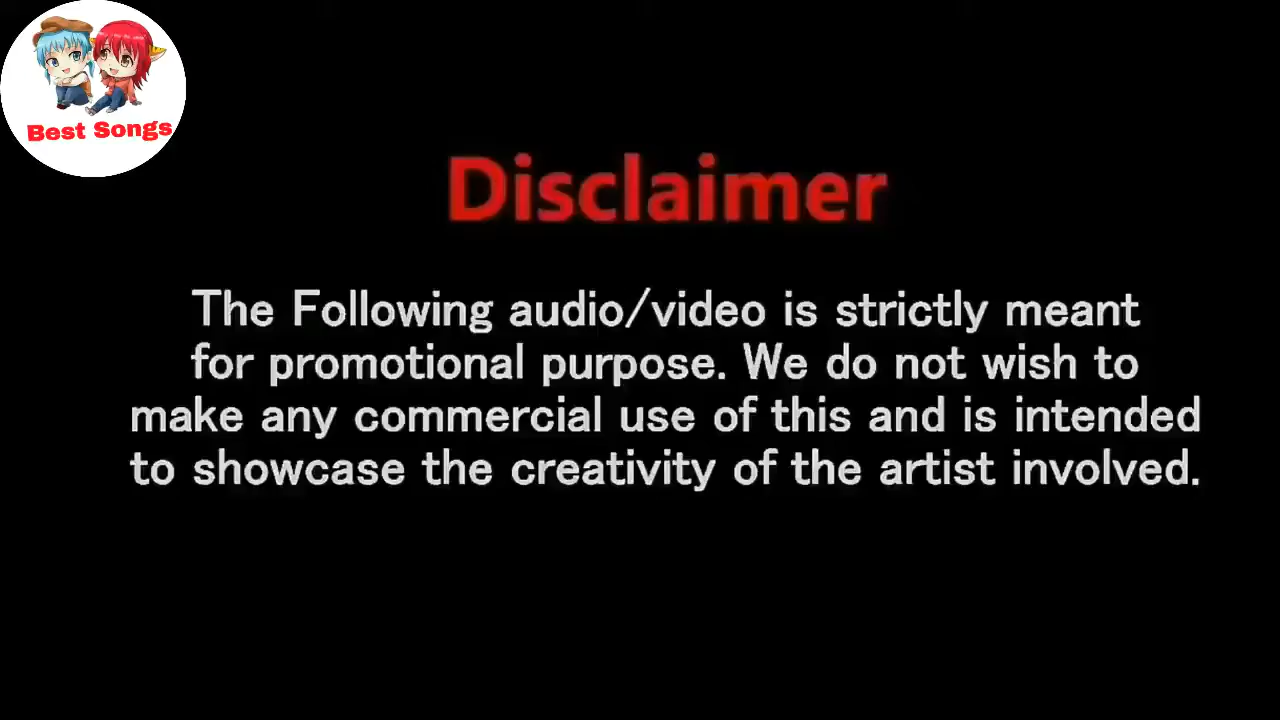 Best Songs
Disclaimer
The Following audio/video is strictly meant
for promotional purpose. We do not wish to
make any commercial use of this and is intended
to showcase the creativity of the artist involved.